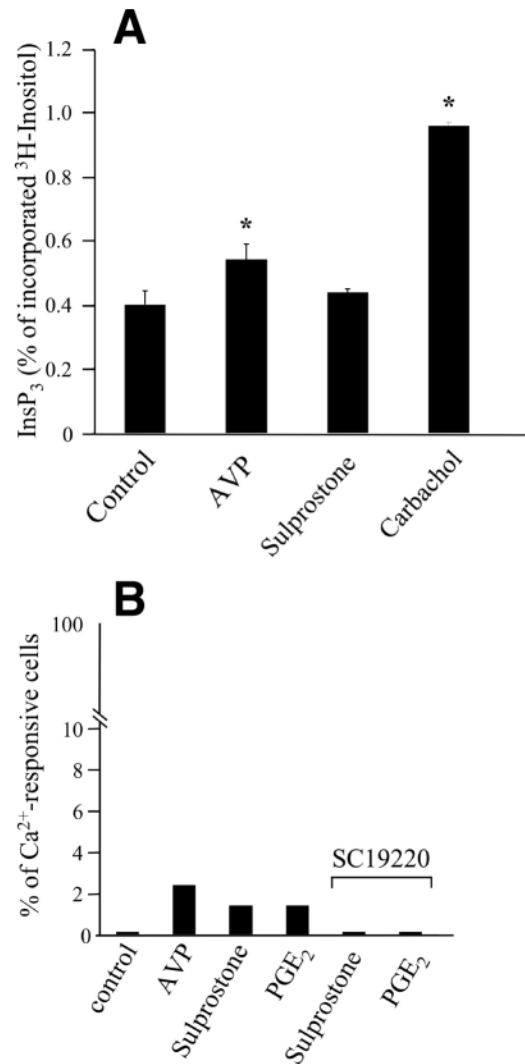 A
InsP3 (% of incorporated 3H-Inositol)
1.2
1.0
0.8
0.6
0.4
0.2
0
*
*
Control
AVP
Sulprostone
Carbachol
B
% of Ca2+-responsive cells
100
10
8
6
4
2
0
SC19220
control
AVP
Sulprostone
PGE2
Sulprostone
PGE2